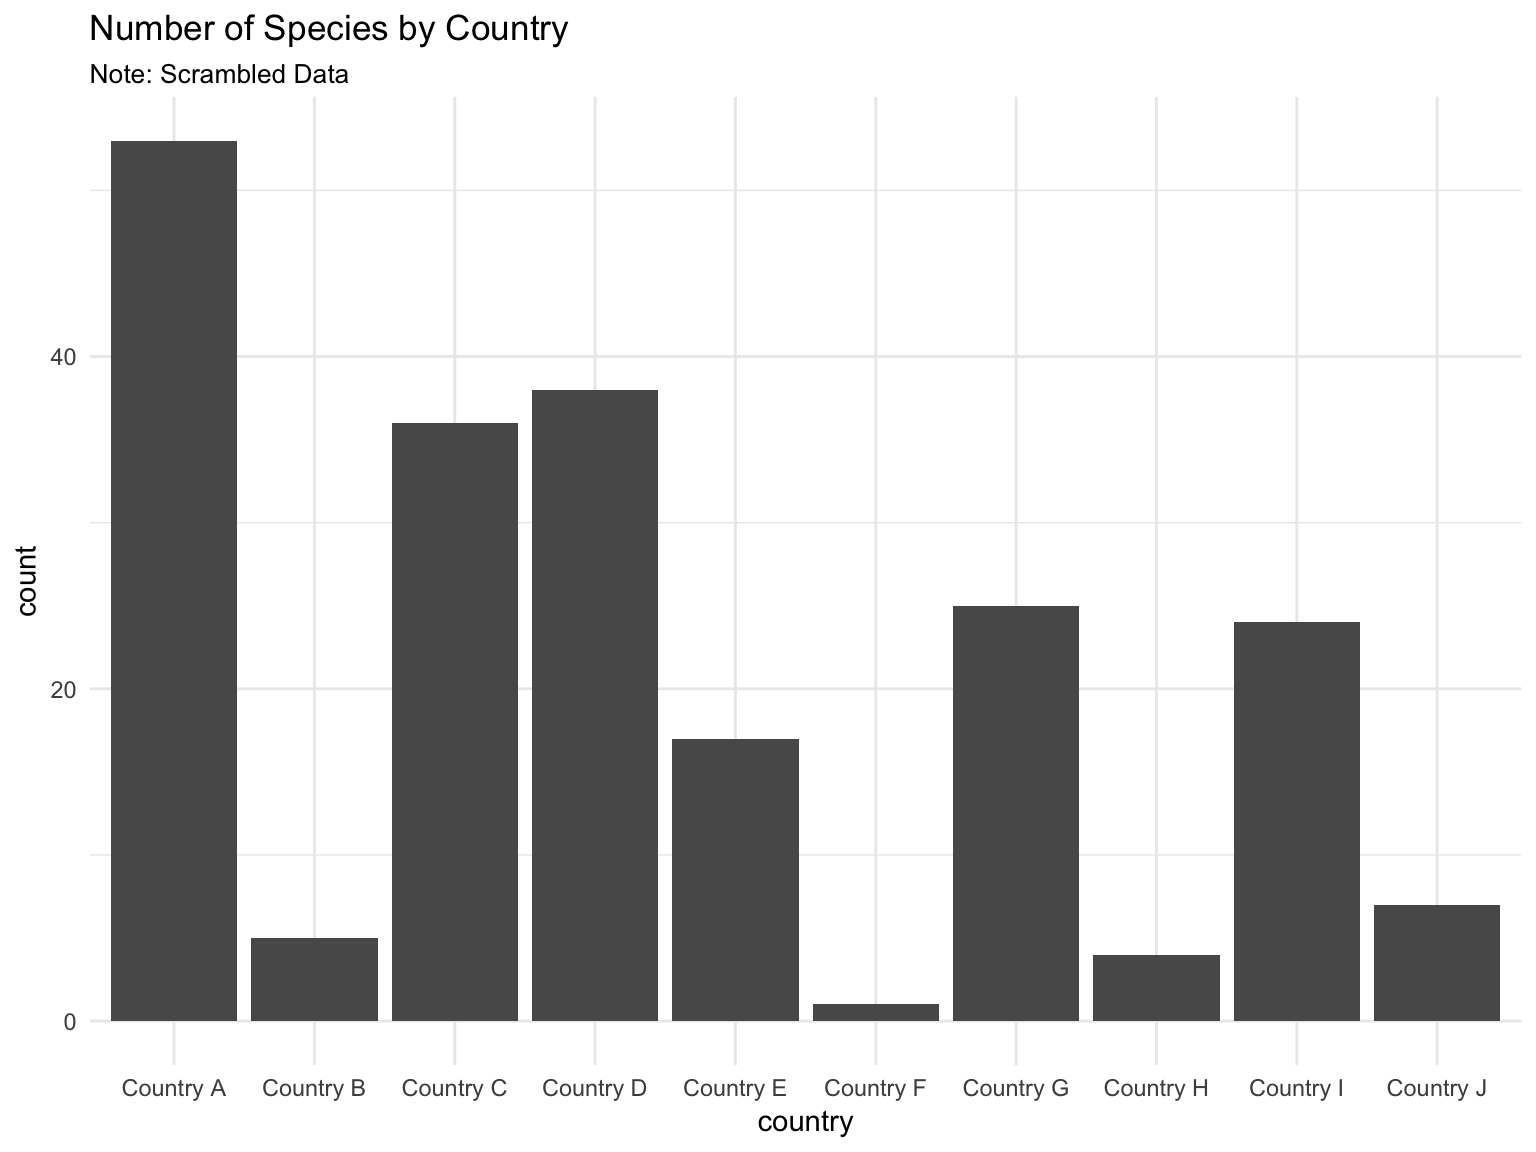 Number of Species by Country
Note: Scrambled Data
count
40
20
0
Country A
Country B
Country C
Country D
Country E
Country F
Country G
Country H
Country I
Country J
country